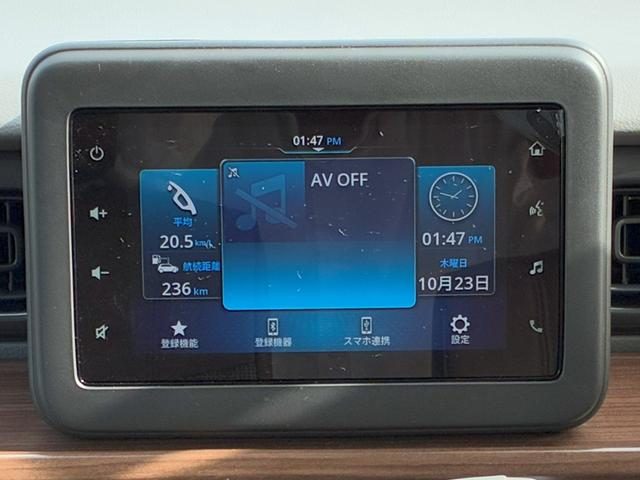 01:47 PM
AV OFF
平均
20.5 km/L
航続距離
236 km
01:47 PM
木曜日
10月23日
登録機能
登録機器
スマホ連携
設定